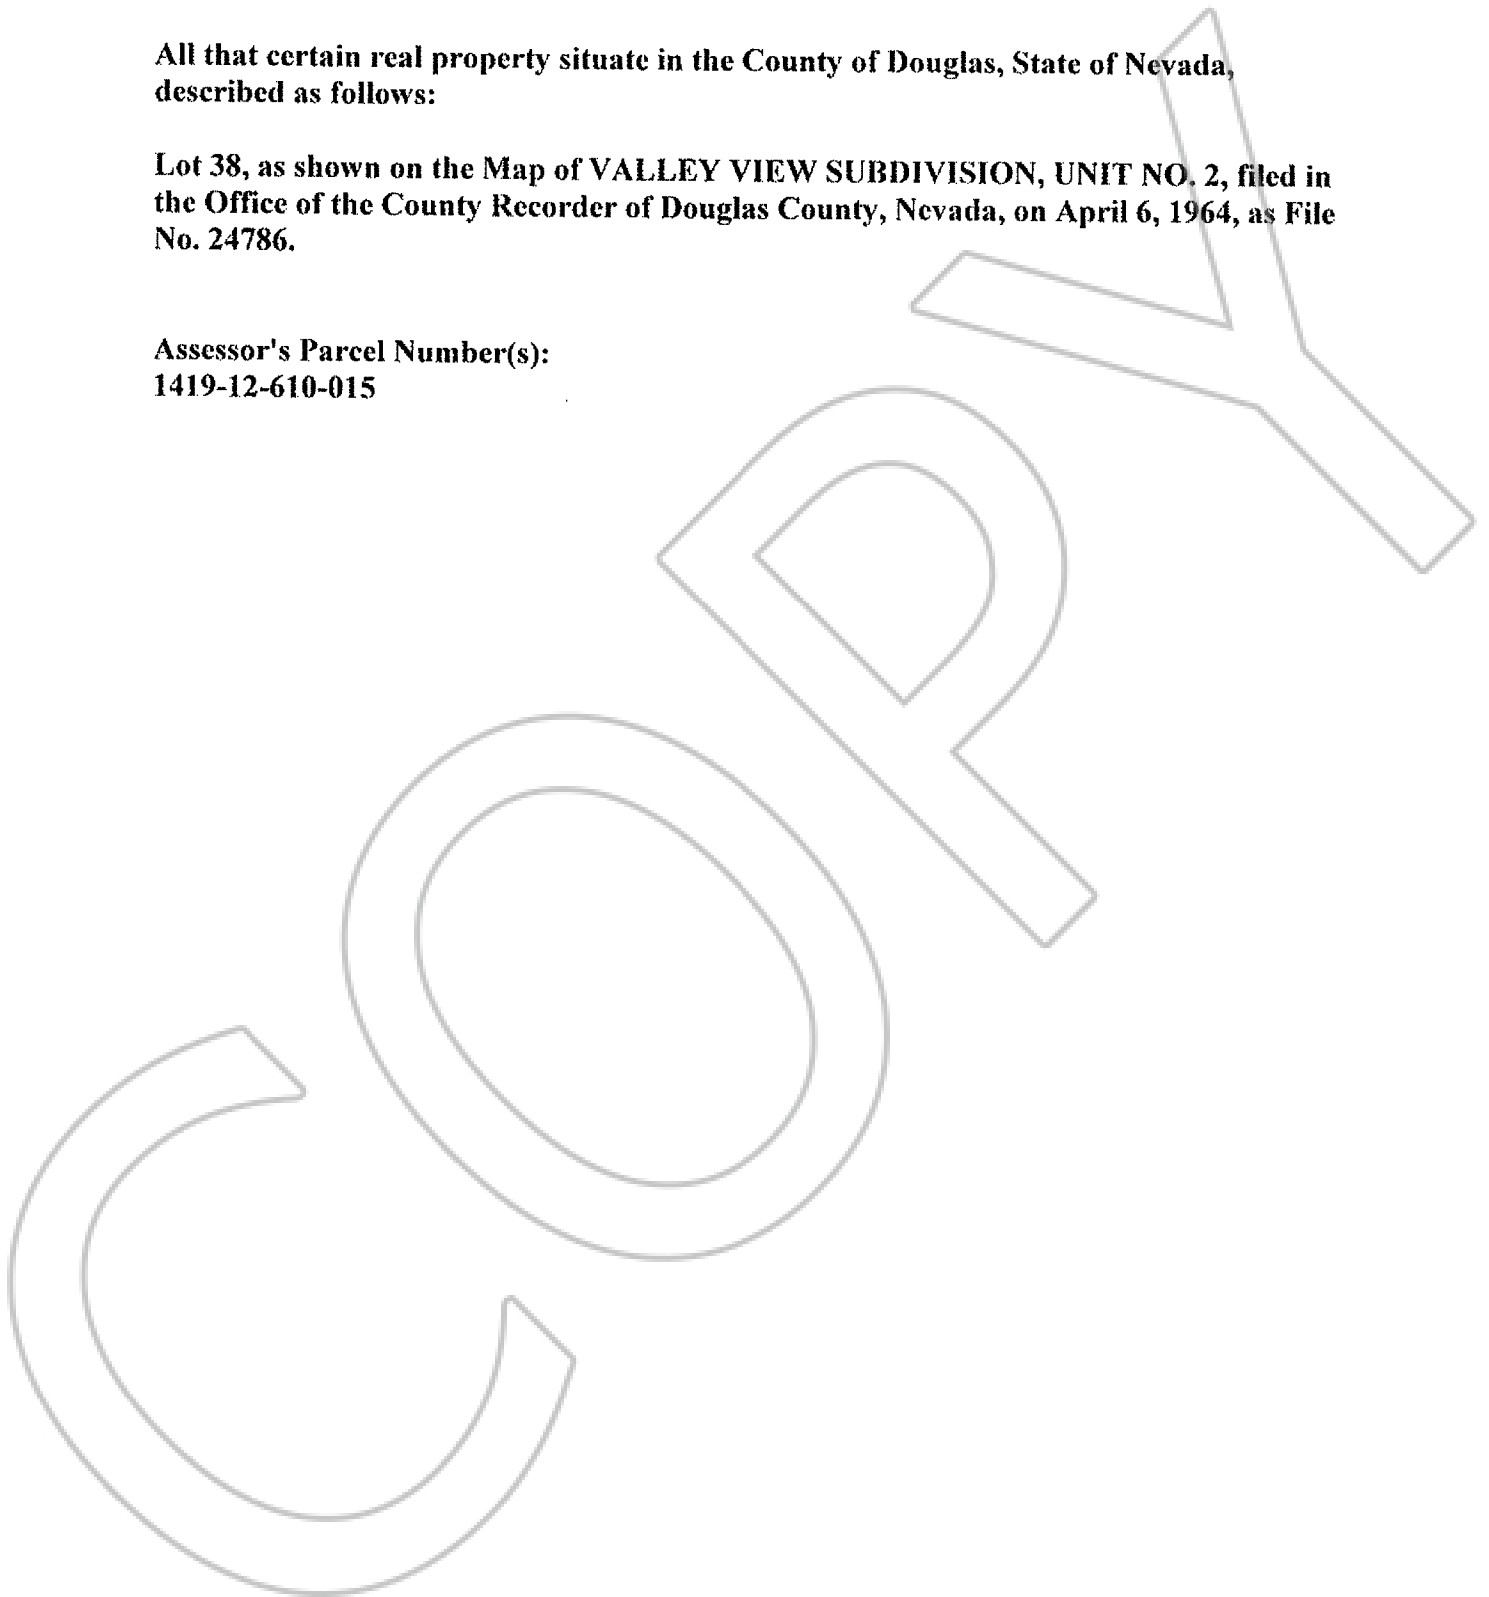 All that certain real property situate in the County of Douglas, State of Nevada,
described as follows:
Lot 38, as shown on the Map of VALLEY VIEW SUBDIVISION, UNIT NO. 2, filed in
the Office of the County Recorder of Douglas County, Nevada, on April 6, 1964, as File
No. 24786.
Assessor's Parcel Number(s):
1419-12-610-015
COPY